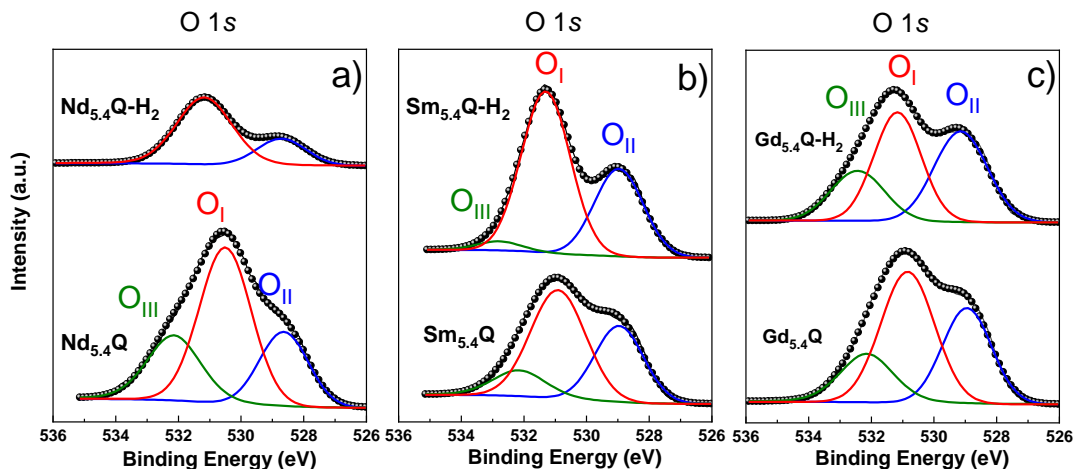 O 1s
O 1s
O 1s
a)
b)
c)
Intensity (a.u.)
Nd5.4Q-H2
OI
OII
OIII
Nd5.4Q
536 534 532 530 528 526
Binding Energy (eV)
Sm5.4Q-H2
OI
OII
OIII
Sm5.4Q
536 534 532 530 528 526
Binding Energy (eV)
Gd5.4Q-H2
OIII
OI
OII
Gd5.4Q
536 534 532 530 528 526
Binding Energy (eV)